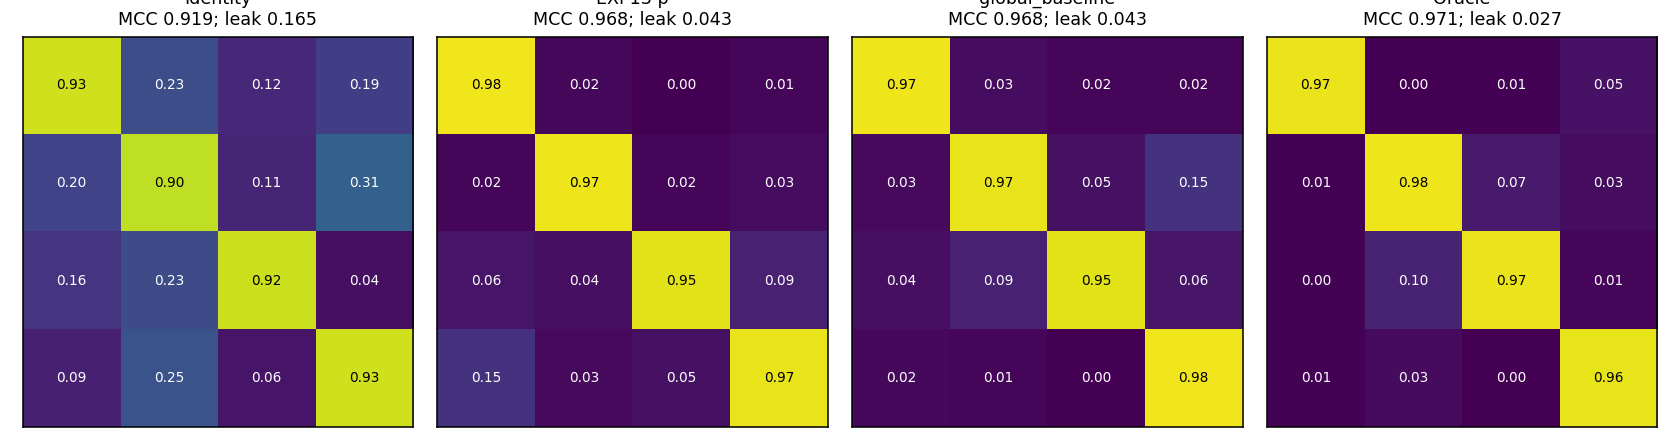 Identity
MCC 0.919; leak 0.165
EXP15-p
MCC 0.968; leak 0.043
global_baseline
MCC 0.968; leak 0.043
Oracle
MCC 0.971; leak 0.027
0.93 0.23 0.12 0.19
0.20 0.90 0.11 0.31
0.16 0.23 0.92 0.04
0.09 0.25 0.06 0.93
0.98 0.02 0.00 0.01
0.02 0.97 0.02 0.03
0.06 0.04 0.95 0.09
0.15 0.03 0.05 0.97
0.97 0.03 0.02 0.02
0.03 0.97 0.05 0.15
0.04 0.09 0.95 0.06
0.02 0.01 0.00 0.98
0.97 0.00 0.01 0.05
0.01 0.98 0.07 0.03
0.00 0.10 0.97 0.01
0.01 0.03 0.00 0.96